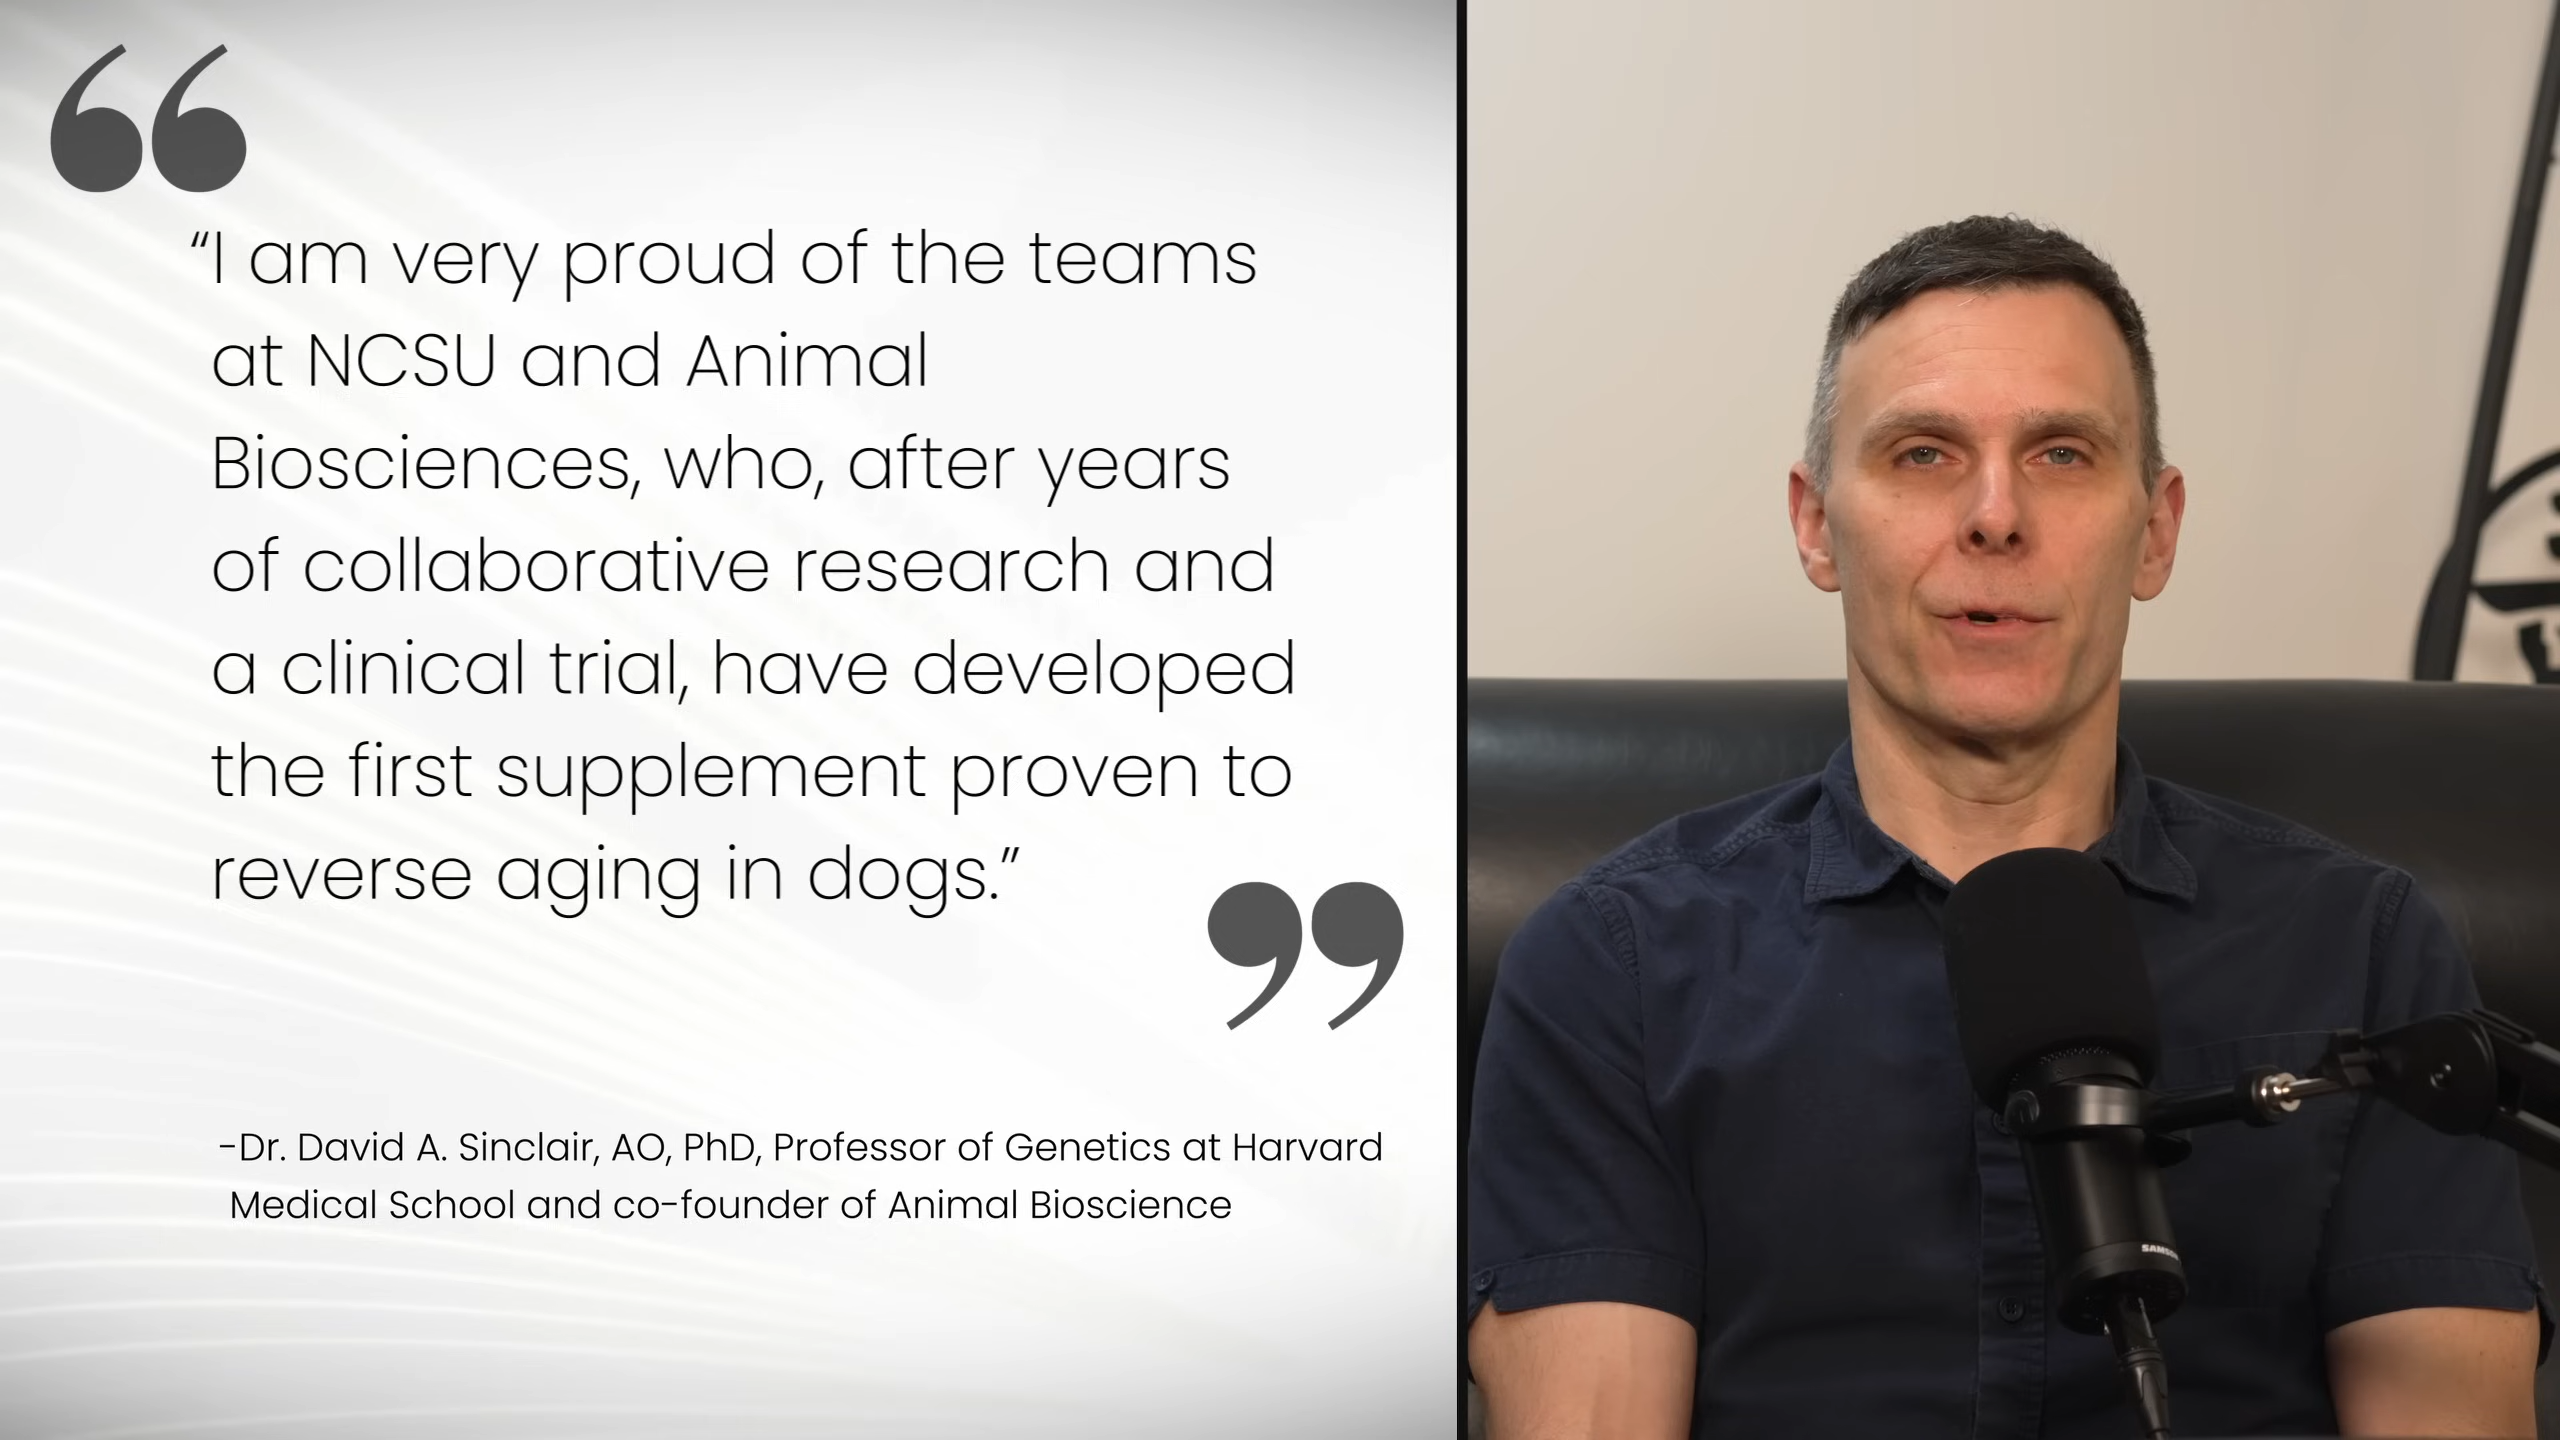 “I am very proud of the teams
at NCSU and Animal
Biosciences, who, after years
of collaborative research and
a clinical trial, have developed
the first supplement proven to
reverse aging in dogs.”
-Dr. David A. Sinclair, AO, PhD, Professor of Genetics at Harvard
Medical School and co-founder of Animal Bioscience